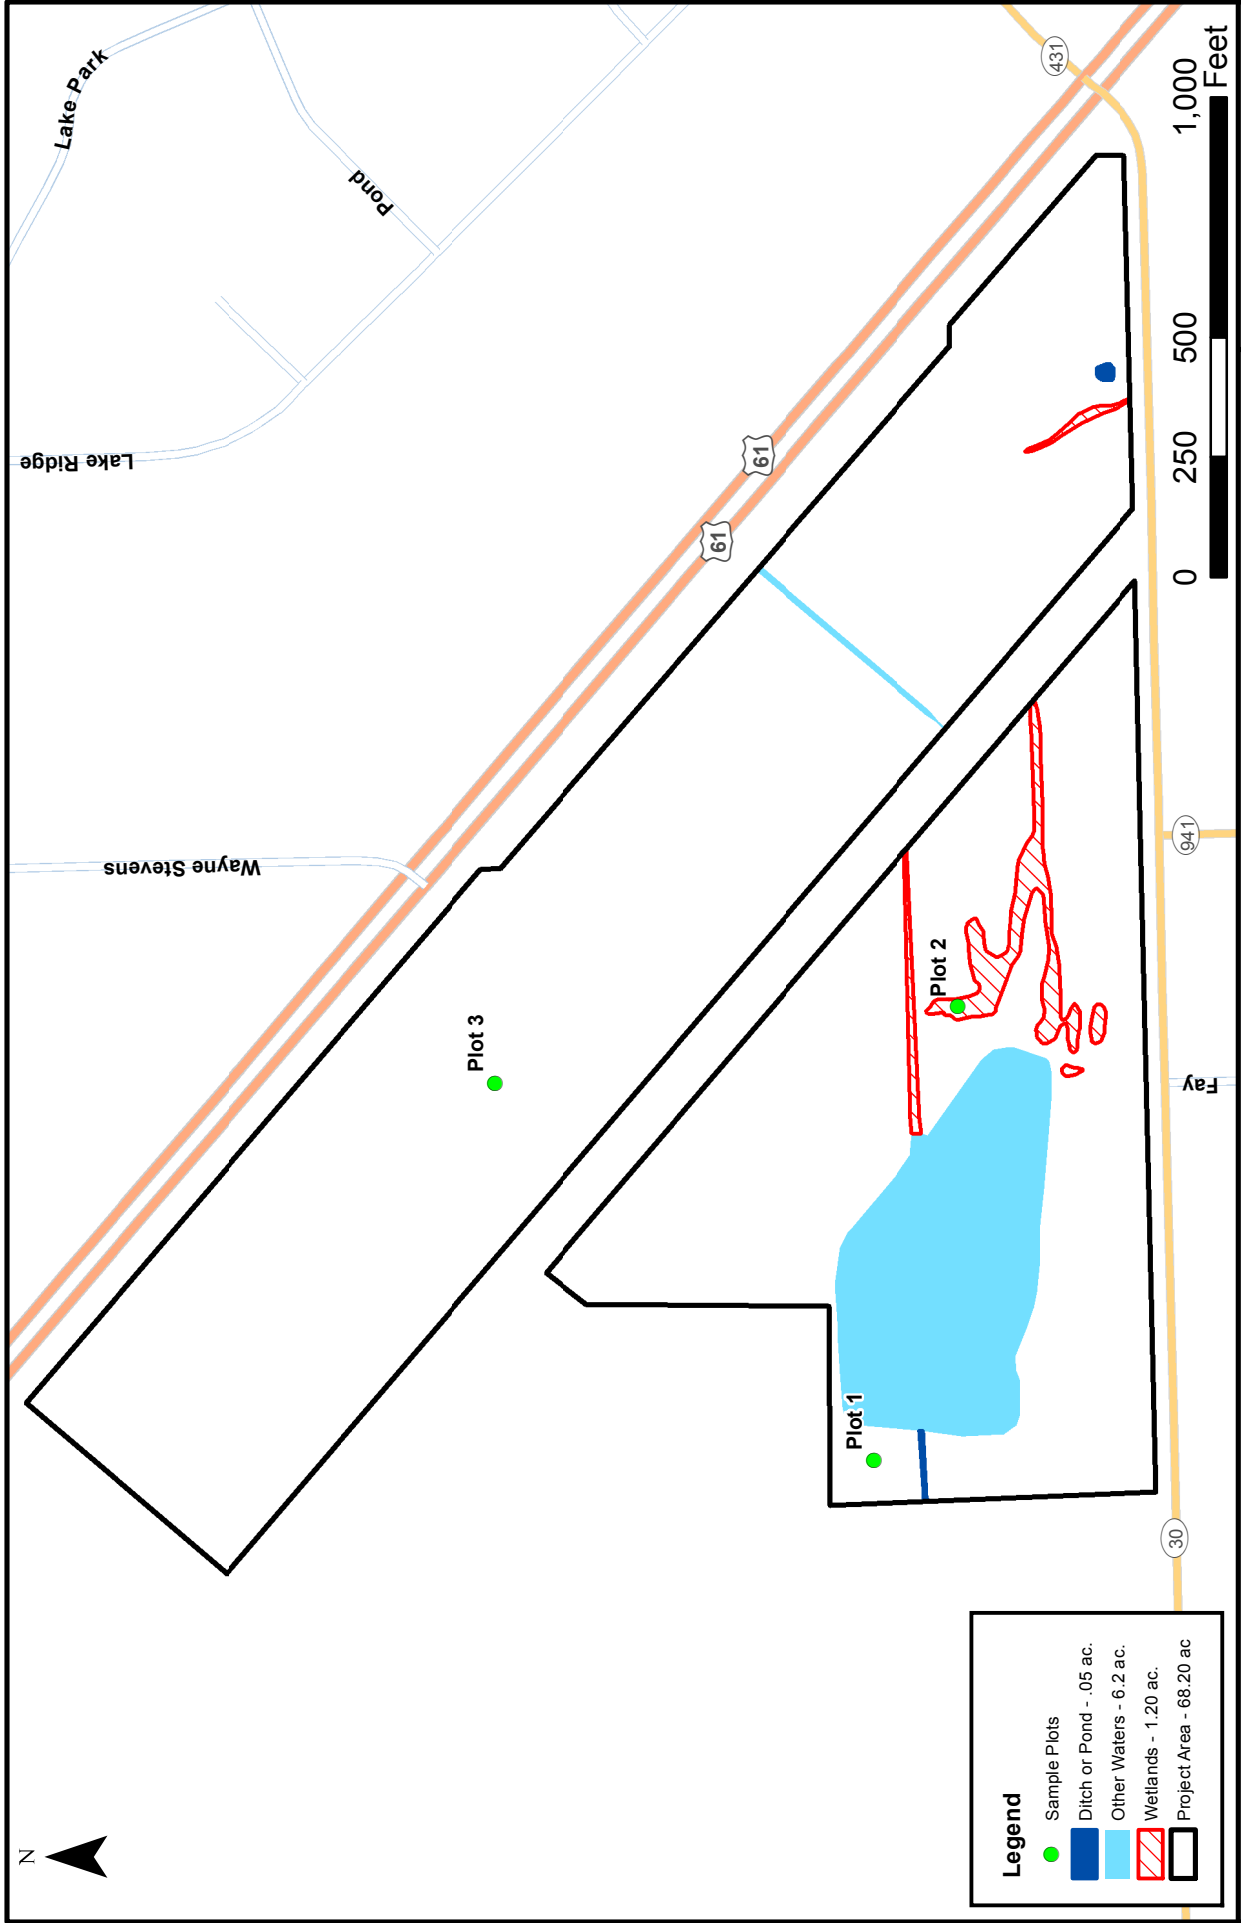 N
Lake Park
Pond
Lake Ridge
Wayne Stevens
61
61
431
Plot 3
Plot 2
Plot 1
941
Fay
30
0 250 500 1,000
Feet
Legend
Sample Plots
Ditch or Pond - .05 ac.
Other Waters - 6.2 ac.
Wetlands - 1.20 ac.
Project Area - 68.20 ac